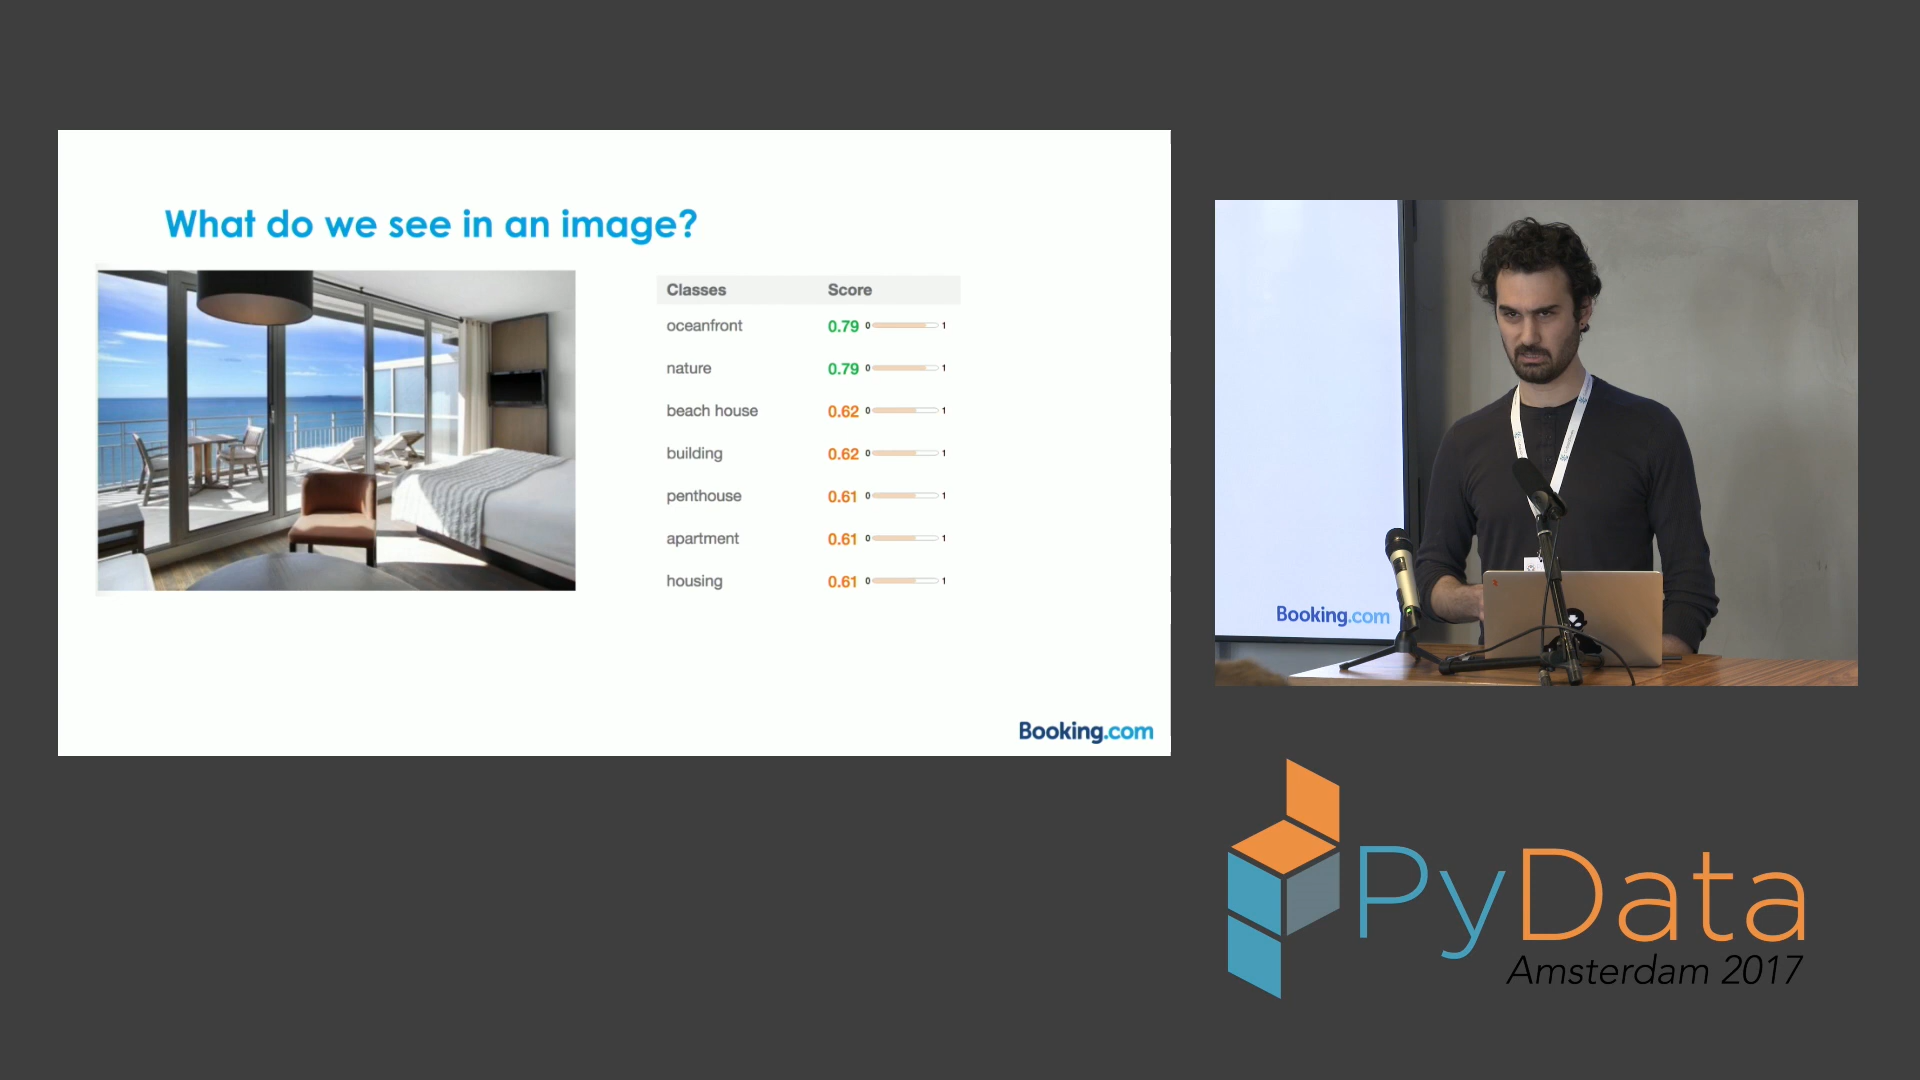 What do we see in an image?
Classes Score
oceanfront 0.79 0 1
nature 0.79 0 1
beach house 0.62 0 1
building 0.62 0 1
penthouse 0.61 0 1
apartment 0.61 0 1
housing 0.61 0 1
Booking.com
Booking.com
PyData
Amsterdam 2017